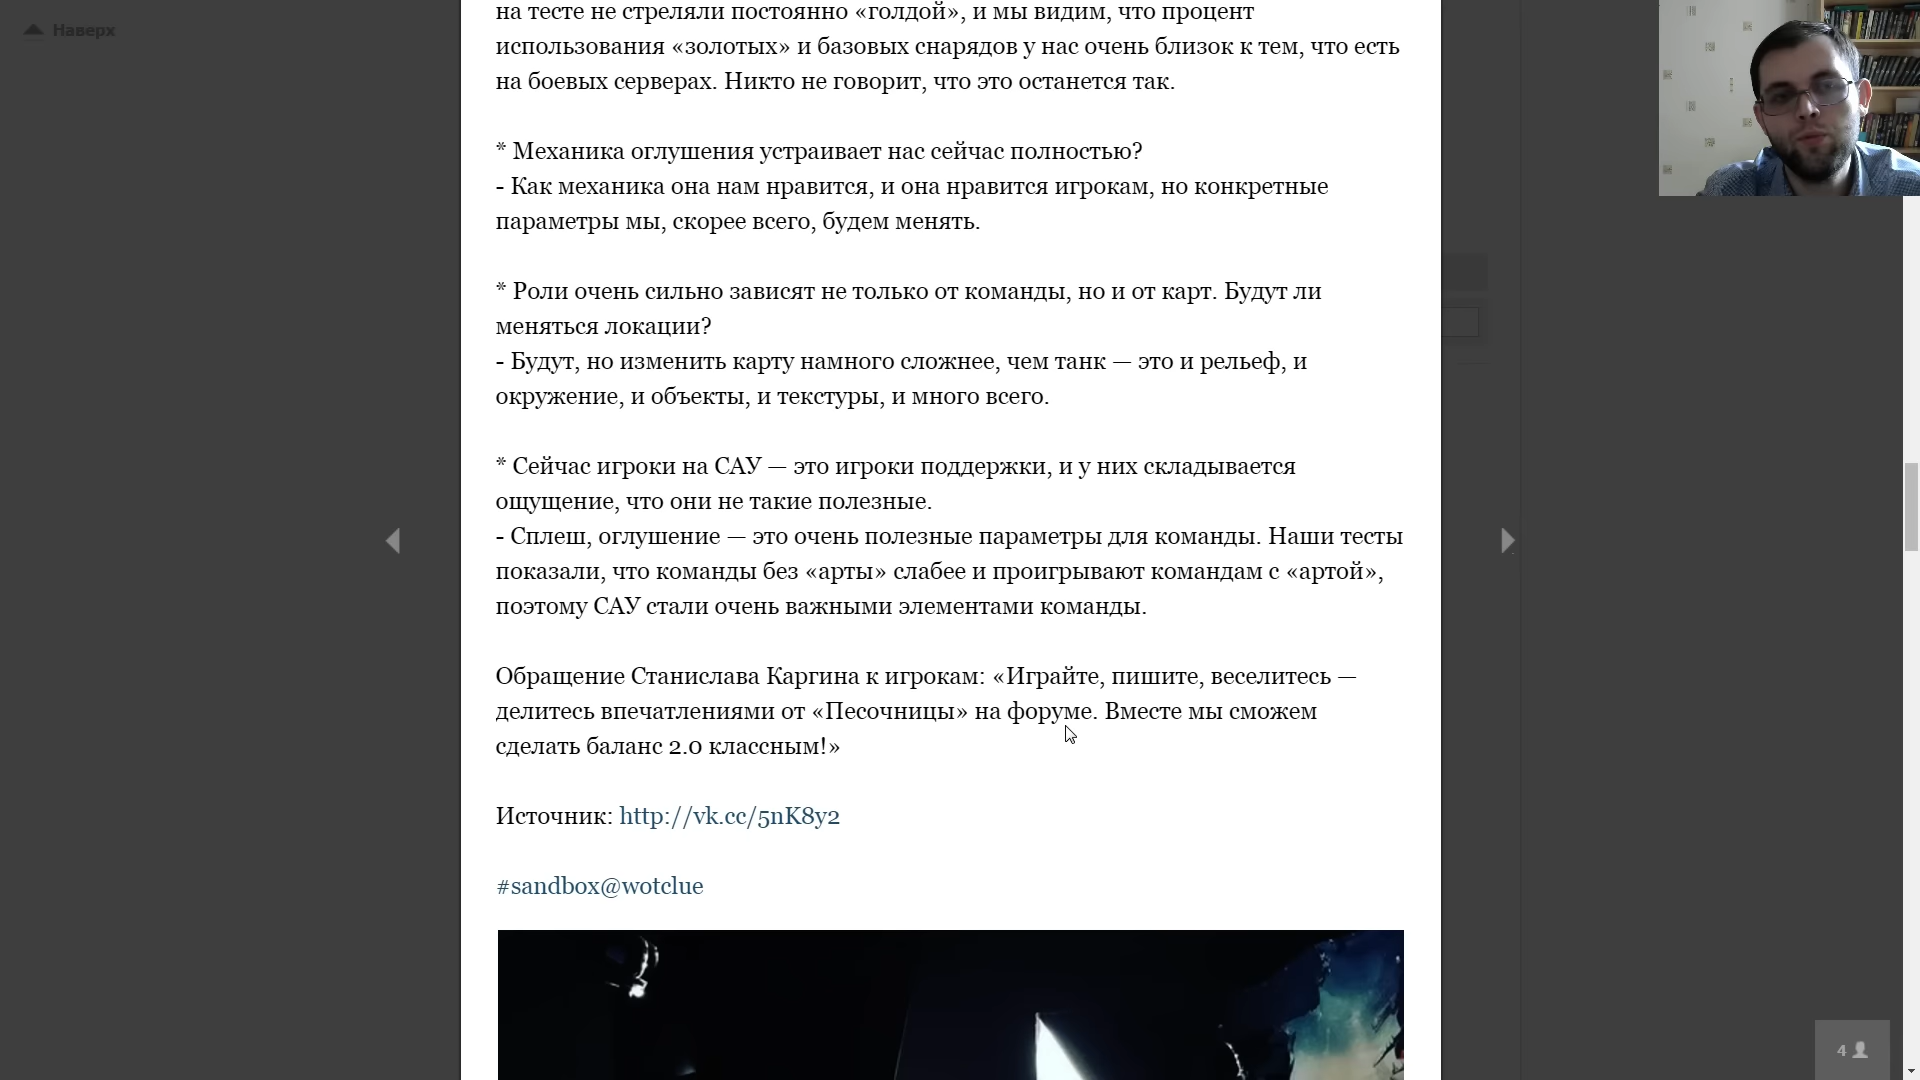 Наверх
на тесте не стреляли постоянно «голдой», и мы видим, что процент
использования «золотых» и базовых снарядов у нас очень близок к тем, что есть
на боевых серверах. Никто не говорит, что это останется так.
* Механика оглушения устраивает нас сейчас полностью?
- Как механика она нам нравится, и она нравится игрокам, но конкретные
параметры мы, скорее всего, будем менять.
* Роли очень сильно зависят не только от команды, но и от карт. Будут ли
меняться локации?
- Будут, но изменить карту намного сложнее, чем танк — это и рельеф, и
окружение, и объекты, и текстуры, и много всего.
* Сейчас игроки на САУ — это игроки поддержки, и у них складывается
ощущение, что они не такие полезные.
- Сплеш, оглушение — это очень полезные параметры для команды. Наши тесты
показали, что команды без «арты» слабее и проигрывают командам с «артой»,
поэтому САУ стали очень важными элементами команды.
Обращение Станислава Каргина к игрокам: «Играйте, пишите, веселитесь —
делитесь впечатлениями от «Песочницы» на форуме. Вместе мы сможем
сделать баланс 2.0 классным!»
Источник: http://vk.cc/5nK8y2
#sandbox@wotclue
4